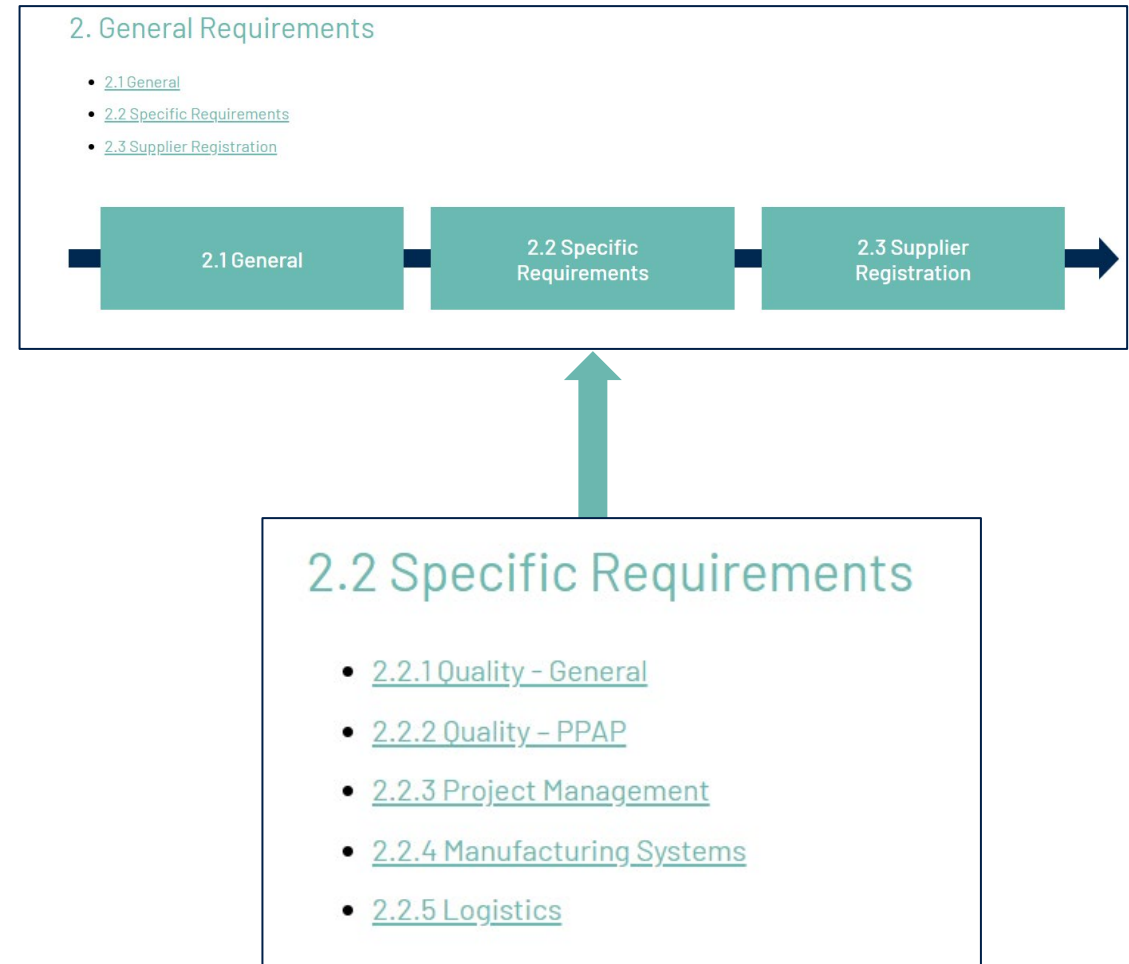 2. General Requirements
2.1 General
2.2 Specific Requirements
2.3 Supplier Registration
2.1 General
2.2 Specific
Requirements
2.3 Supplier
Registration
2.2 Specific Requirements
2.2.1 Quality - General
2.2.2 Quality – PPAP
2.2.3 Project Management
2.2.4 Manufacturing Systems
2.2.5 Logistics